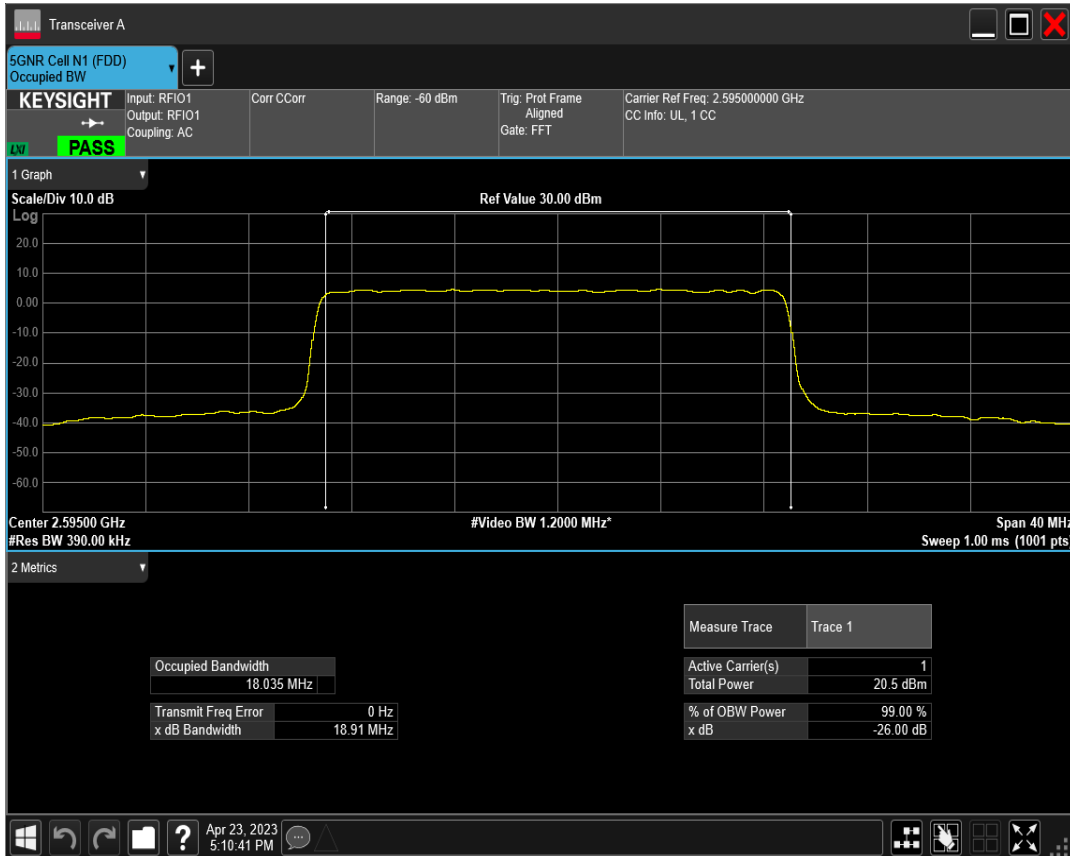 Transceiver A
5GNR Cell N1 (FDD)
Occupied BW
+
KEYSIGHT
LXI
PASS
Input: RFIO1
Output: RFIO1
Coupling: AC
Corr CCorr
Range: -60 dBm
Trig: Prot Frame
Aligned
Gate: FFT
Carrier Ref Freq: 2.595000000 GHz
CC Info: UL, 1 CC
1 Graph
Scale/Div 10.0 dB
Ref Value 30.00 dBm
Log
20.0
10.0
0.00
-10.0
-20.0
-30.0
-40.0
-50.0
-60.0
Center 2.59500 GHz
#Video BW 1.2000 MHz*
Span 40 MHz
#Res BW 390.00 kHz
Sweep 1.00 ms (1001 pts)
2 Metrics
Measure Trace Trace 1
Occupied Bandwidth
18.035 MHz
Active Carrier(s) 1
Total Power 20.5 dBm
Transmit Freq Error 0 Hz
x dB Bandwidth 18.91 MHz
% of OBW Power 99.00 %
x dB -26.00 dB
?
Apr 23, 2023
5:10:41 PM